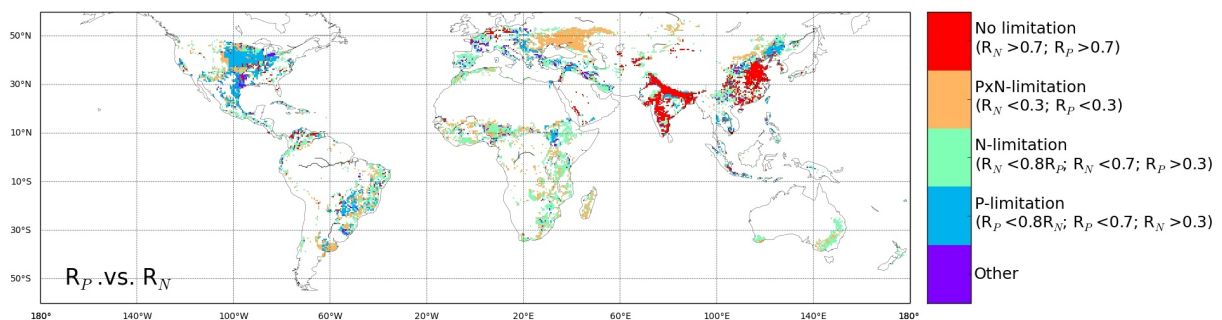 50°N
30°N
10°N
10°S
30°S
50°S
R_P .vs. R_N
180° 140°W 100°W 60°W 20°W 20°E 60°E 100°E 140°E 180°
No limitation
(R_N >0.7; R_P >0.7)
PxN-limitation
(R_N <0.3; R_P <0.3)
N-limitation
(R_N <0.8R_P; R_N <0.7; R_P >0.3)
P-limitation
(R_P <0.8R_N; R_P <0.7; R_N >0.3)
Other